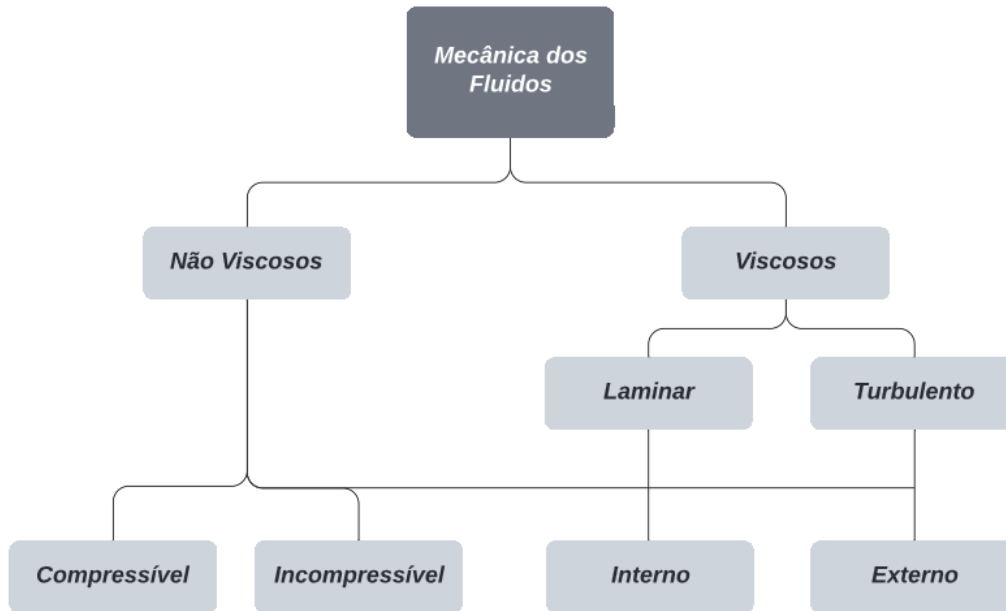 Mecânica dos
Fluidos
Não Viscosos
Viscosos
Laminar
Turbulento
Compressível
Incompressível
Interno
Externo